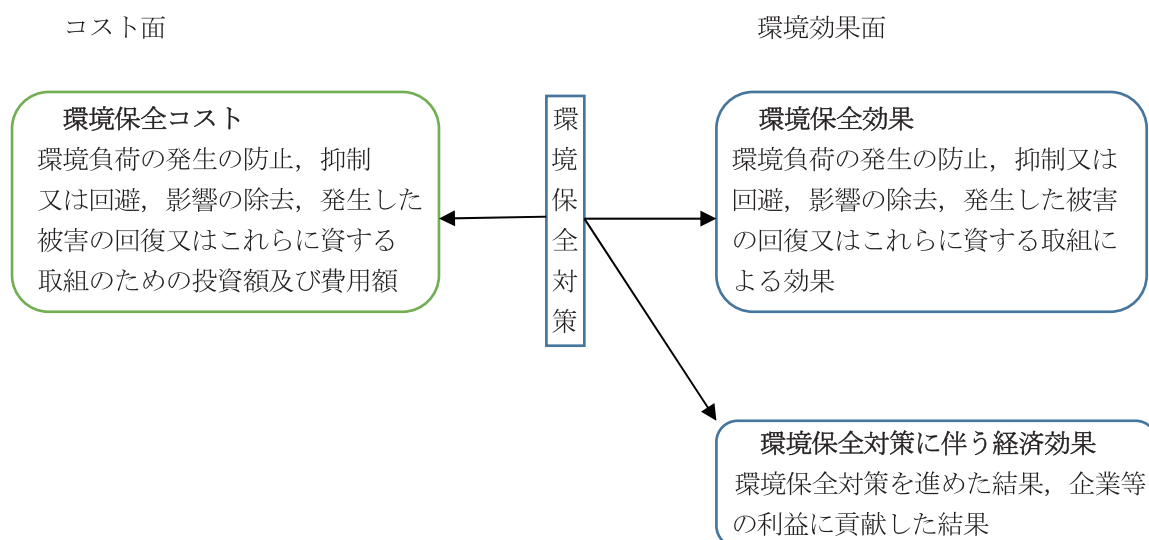 コスト面
環境効果面
環境保全コスト
環境負荷の発生の防止，抑制
又は回避，影響の除去，発生した
被害の回復又はこれらに資する
取組のための投資額及び費用額
環境保全対策
環境保全効果
環境負荷の発生の防止，抑制又は
回避，影響の除去，発生した被害
の回復又はこれらに資する取組に
よる効果
環境保全対策に伴う経済効果
環境保全対策を進めた結果，企業等
の利益に貢献した結果